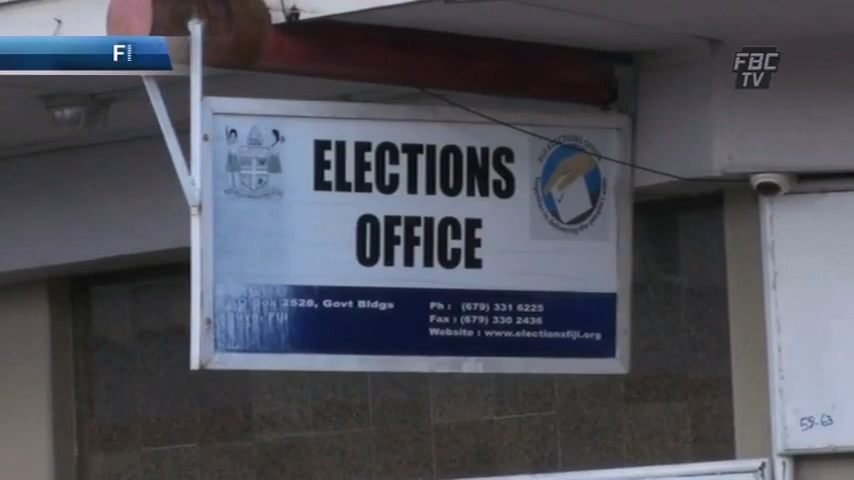 F
FBC
TV
ELECTIONS
OFFICE
Box 2528, Govt Bldgs
FIJI
Ph : (679) 331 6225
Fax : (679) 330 2436
Website : www.electionsfiji.org
59-63